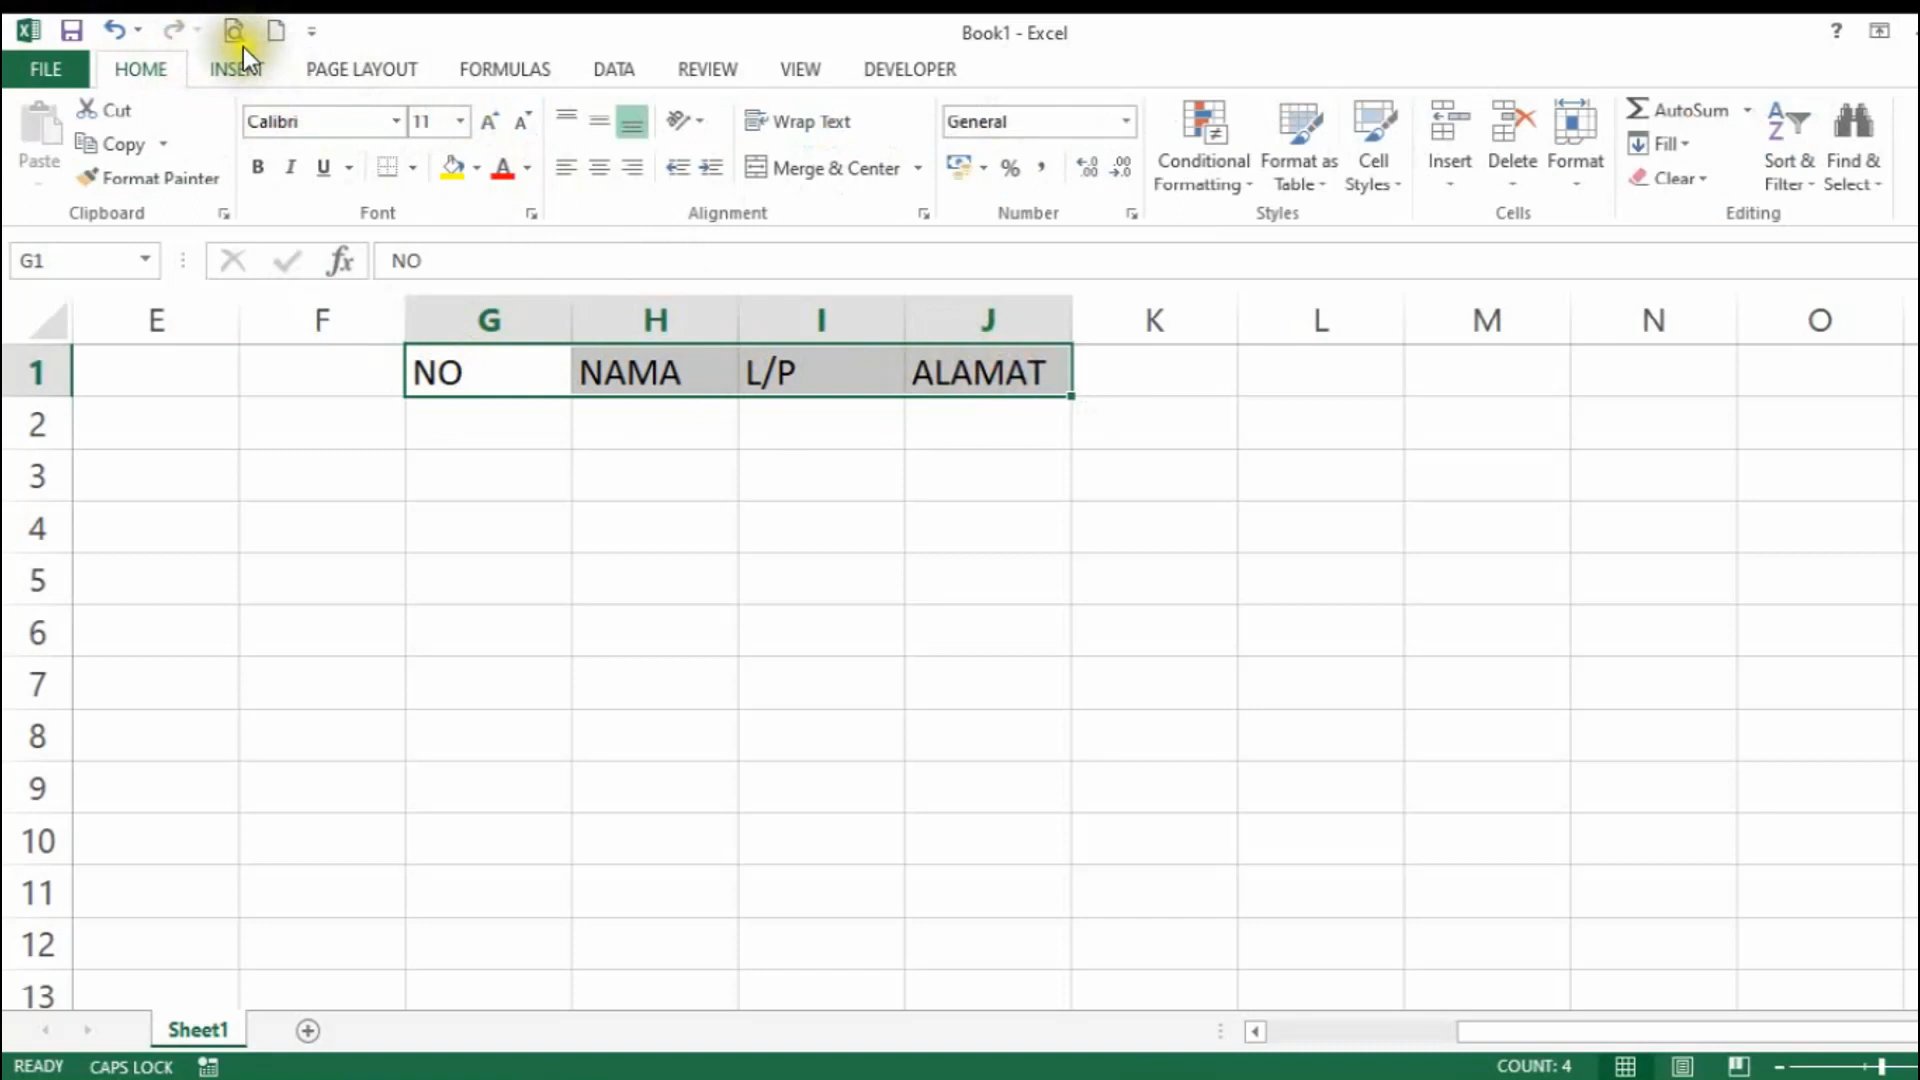 Book1 - Excel
?
FILE HOME INSERT PAGE LAYOUT FORMULAS DATA REVIEW VIEW DEVELOPER
Paste
Cut
Copy
Format Painter
Clipboard
Calibri 11
B I U A
Font
Wrap Text
Merge & Center
Alignment
General
% ,
Number
Conditional Formatting
Format as Table
Cell Styles
Styles
Insert Delete Format
Cells
AutoSum
Fill
Clear
Sort & Filter
Find & Select
Editing
G1 fx NO
E F G H I J K L M N O
1 NO NAMA L/P ALAMAT
2
3
4
5
6
7
8
9
10
11
12
13
Sheet1
READY CAPS LOCK COUNT: 4